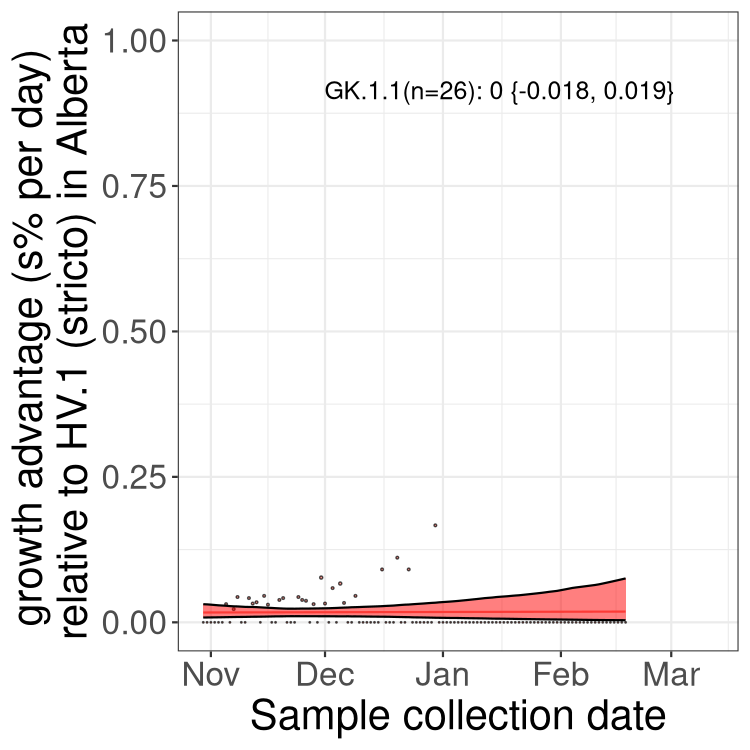 growth advantage (s% per day)
relative to HV.1 (stricto) in Alberta
1.00
0.75
0.50
0.25
0.00
GK.1.1(n=26): 0 {-0.018, 0.019}
Nov Dec Jan Feb Mar
Sample collection date